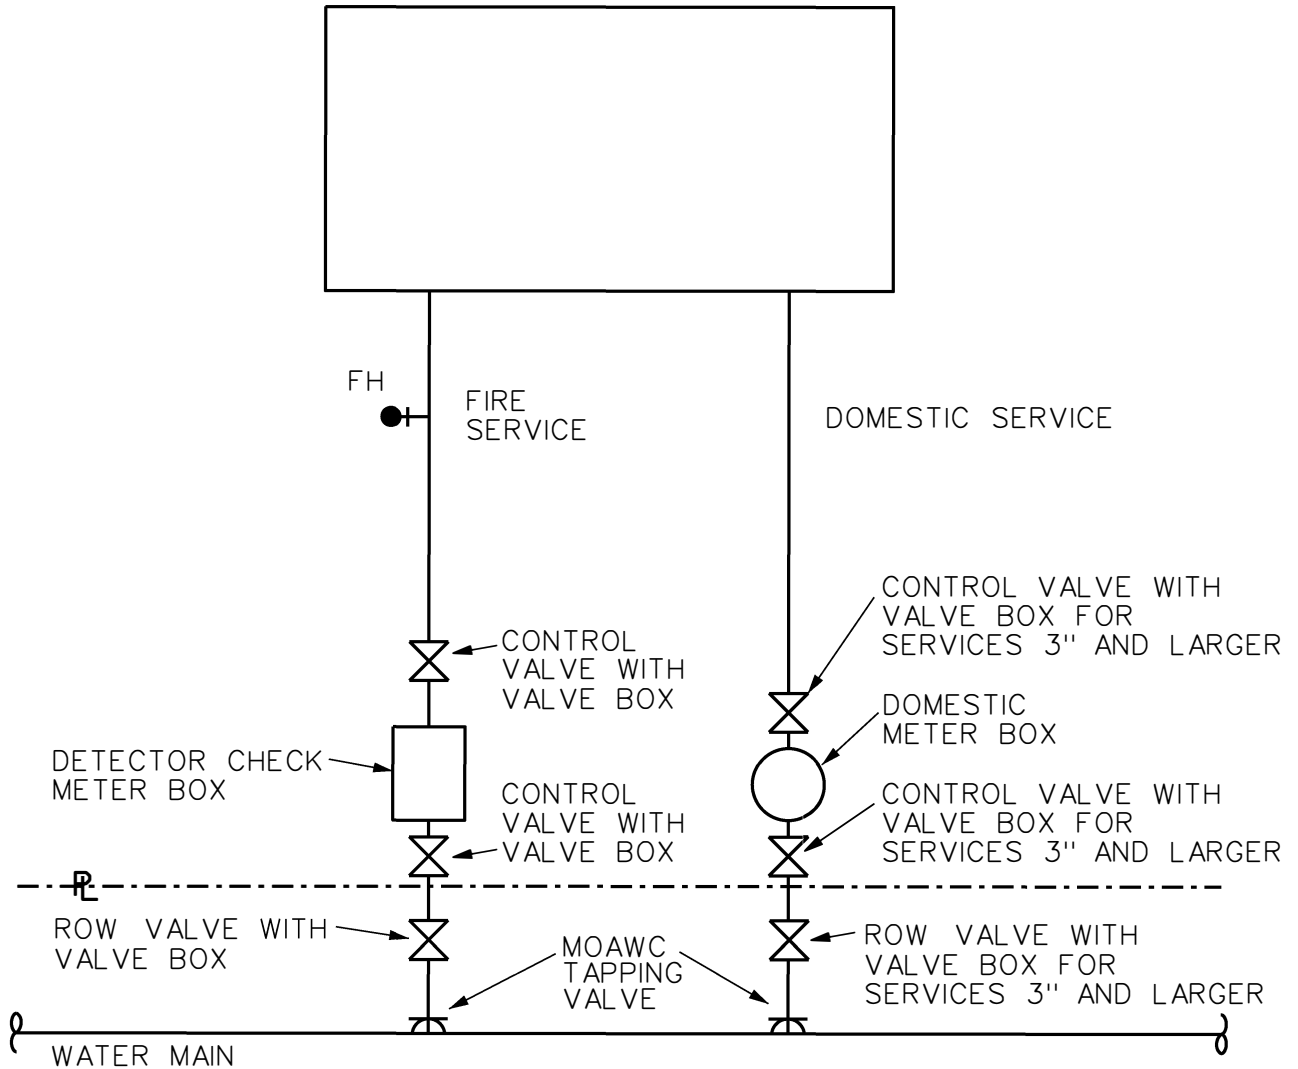 FH
FIRE
SERVICE
DOMESTIC SERVICE
CONTROL VALVE WITH
VALVE BOX FOR
SERVICES 3" AND LARGER
CONTROL
VALVE WITH
VALVE BOX
DOMESTIC
METER BOX
DETECTOR CHECK
METER BOX
CONTROL
VALVE WITH
VALVE BOX
CONTROL VALVE WITH
VALVE BOX FOR
SERVICES 3" AND LARGER
PL
ROW VALVE WITH
VALVE BOX
MOAWC
TAPPING
VALVE
ROW VALVE WITH
VALVE BOX FOR
SERVICES 3" AND LARGER
WATER MAIN